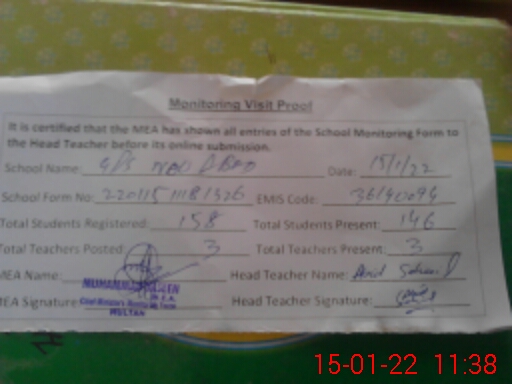 Monitoring Visit Proof
It is certified that the MEA has shown all entries of the School Monitoring Form to
the Head Teacher before its online submission.
School Name: GPS Date: 15/1/22
School Form No: EMIS Code:
Total Students Registered: 158 Total Students Present: 146
Total Teachers Posted: 3 Total Teachers Present: 3
MEA Name: Head Teacher Name:
MEA Signature: Head Teacher Signature:
MULTAN
15-01-22 11:38